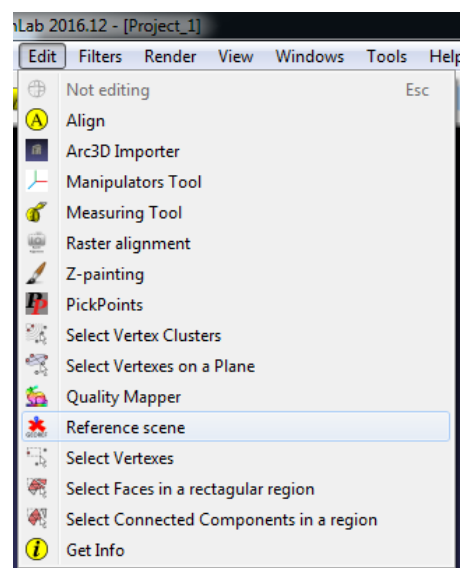 nLab 2016.12 - [Project_1]
Edit Filters Render View Windows Tools Help
Not editing Esc
Align
Arc3D Importer
Manipulators Tool
Measuring Tool
Raster alignment
Z-painting
PickPoints
Select Vertex Clusters
Select Vertexes on a Plane
Quality Mapper
Reference scene
Select Vertexes
Select Faces in a rectagular region
Select Connected Components in a region
Get Info